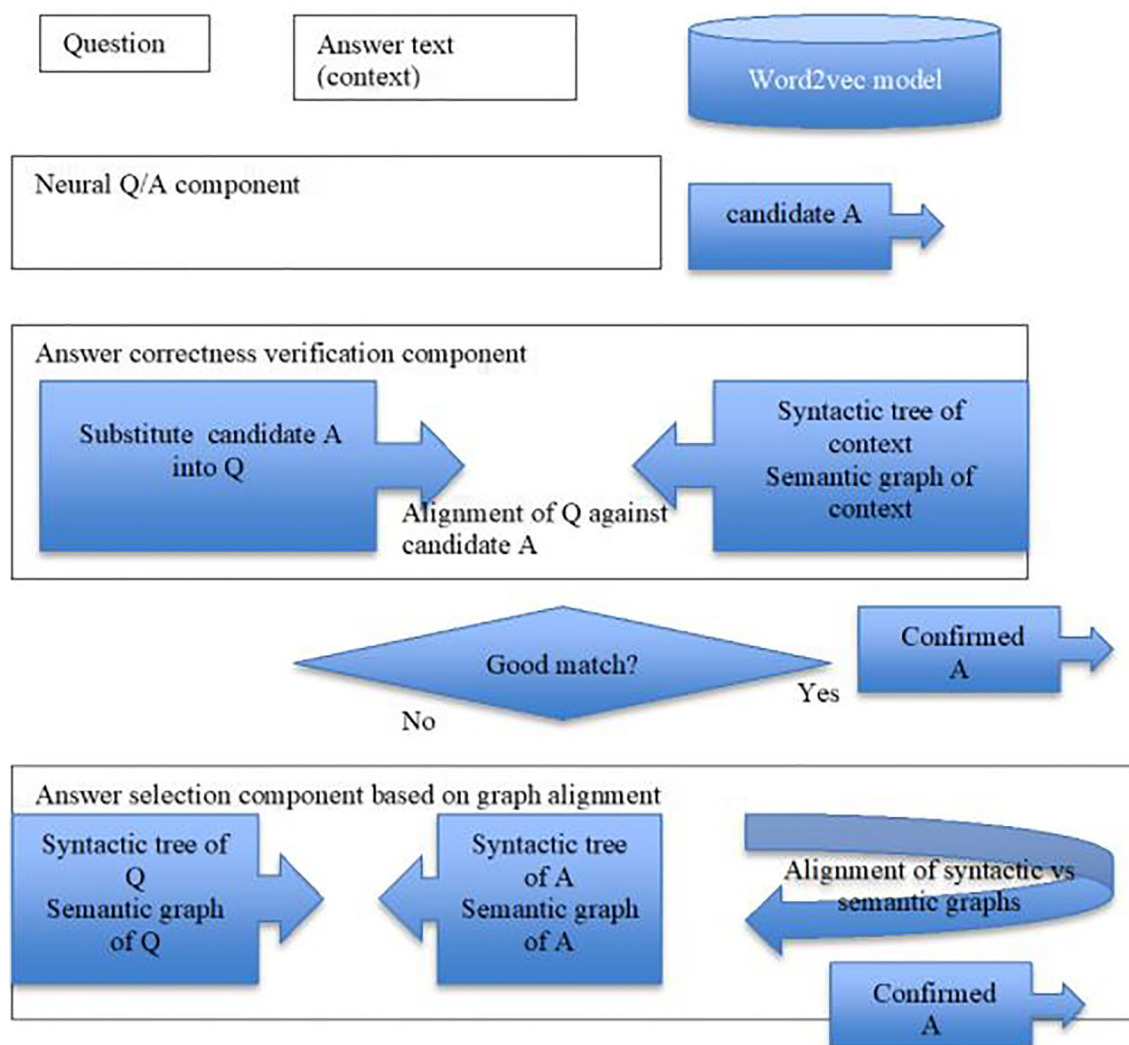 Question
Answer text
(context)
Word2vec model
Neural Q/A component
candidate A
Answer correctness verification component
Substitute candidate A
into Q
Alignment of Q against
candidate A
Syntactic tree of
context
Semantic graph of
context
Good match?
No
Yes
Confirmed
A
Answer selection component based on graph alignment
Syntactic tree of
Q
Semantic graph
of Q
Syntactic tree
of A
Semantic graph
of A
Alignment of syntactic vs
semantic graphs
Confirmed
A